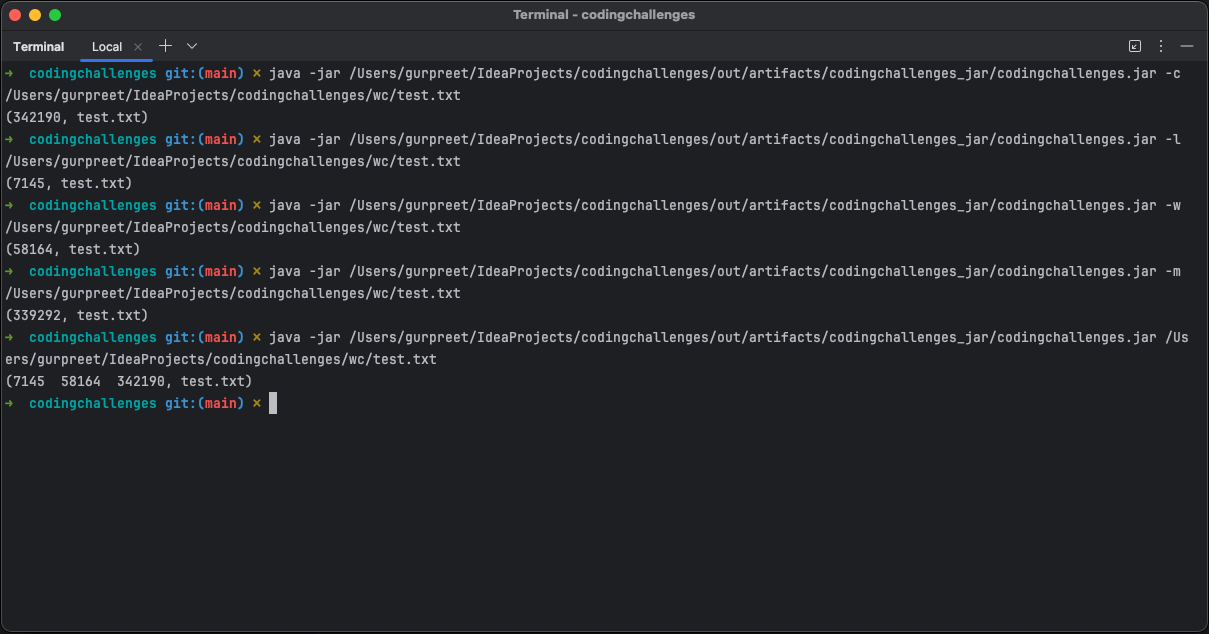 Terminal - codingchallenges
Terminal Local
➜ codingchallenges git:(main) × java -jar /Users/gurpreet/IdeaProjects/codingchallenges/out/artifacts/codingchallenges_jar/codingchallenges.jar -c
/Users/gurpreet/IdeaProjects/codingchallenges/wc/test.txt
(342190, test.txt)
➜ codingchallenges git:(main) × java -jar /Users/gurpreet/IdeaProjects/codingchallenges/out/artifacts/codingchallenges_jar/codingchallenges.jar -l
/Users/gurpreet/IdeaProjects/codingchallenges/wc/test.txt
(7145, test.txt)
➜ codingchallenges git:(main) × java -jar /Users/gurpreet/IdeaProjects/codingchallenges/out/artifacts/codingchallenges_jar/codingchallenges.jar -w
/Users/gurpreet/IdeaProjects/codingchallenges/wc/test.txt
(58164, test.txt)
➜ codingchallenges git:(main) × java -jar /Users/gurpreet/IdeaProjects/codingchallenges/out/artifacts/codingchallenges_jar/codingchallenges.jar -m
/Users/gurpreet/IdeaProjects/codingchallenges/wc/test.txt
(339292, test.txt)
➜ codingchallenges git:(main) × java -jar /Users/gurpreet/IdeaProjects/codingchallenges/out/artifacts/codingchallenges_jar/codingchallenges.jar /Us
ers/gurpreet/IdeaProjects/codingchallenges/wc/test.txt
(7145  58164  342190, test.txt)
➜ codingchallenges git:(main) ×